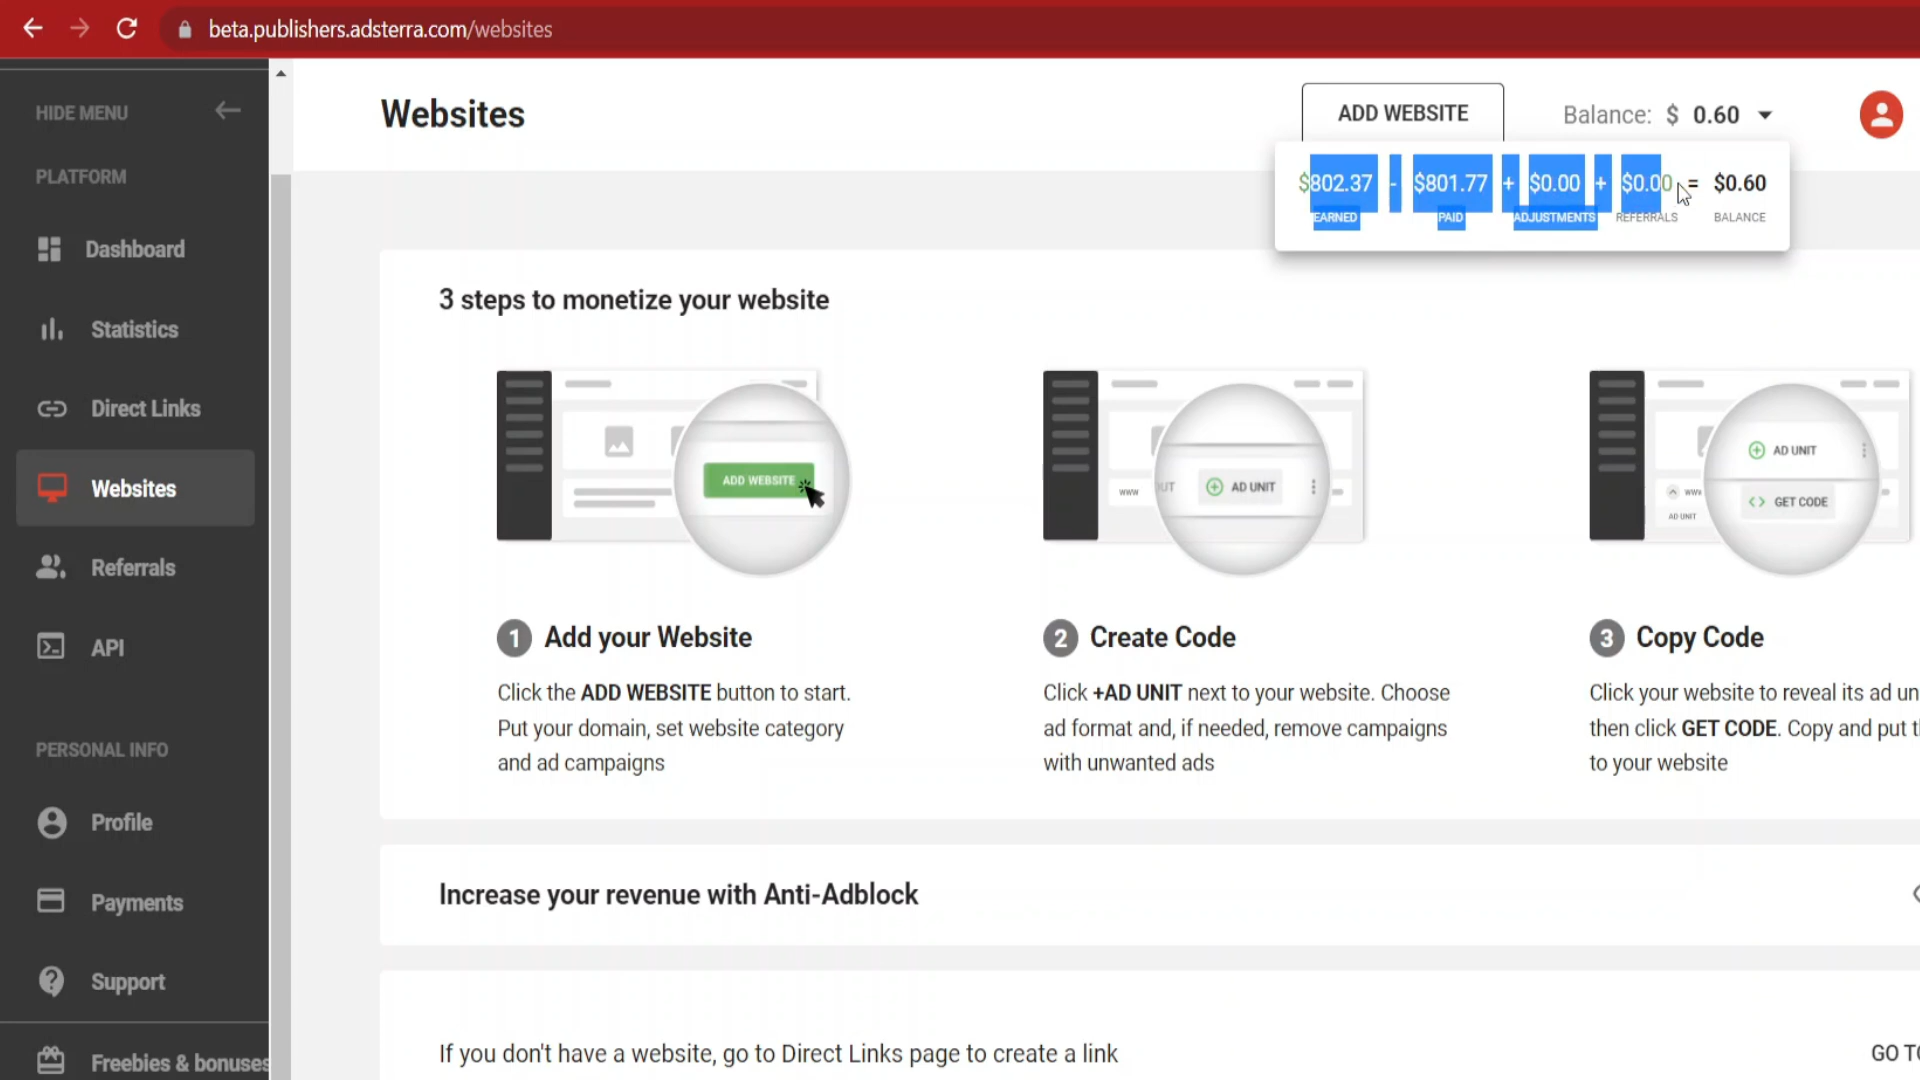 beta.publishers.adsterra.com/websites
HIDE MENU
PLATFORM
Dashboard
Statistics
Direct Links
Websites
Referrals
API
PERSONAL INFO
Profile
Payments
Support
Freebies & bonuses
Websites
ADD WEBSITE
Balance: $ 0.60
$802.37 - $801.77 + $0.00 + $0.00 = $0.60
EARNED PAID ADJUSTMENTS REFERRALS BALANCE
3 steps to monetize your website
ADD WEBSITE
www
OUT
AD UNIT
AD UNIT
www
GET CODE
AD UNIT
1 Add your Website
Click the ADD WEBSITE button to start.
Put your domain, set website category
and ad campaigns
2 Create Code
Click +AD UNIT next to your website. Choose
ad format and, if needed, remove campaigns
with unwanted ads
3 Copy Code
Click your website to reveal its ad un
then click GET CODE. Copy and put t
to your website
Increase your revenue with Anti-Adblock
If you don't have a website, go to Direct Links page to create a link
GO TO